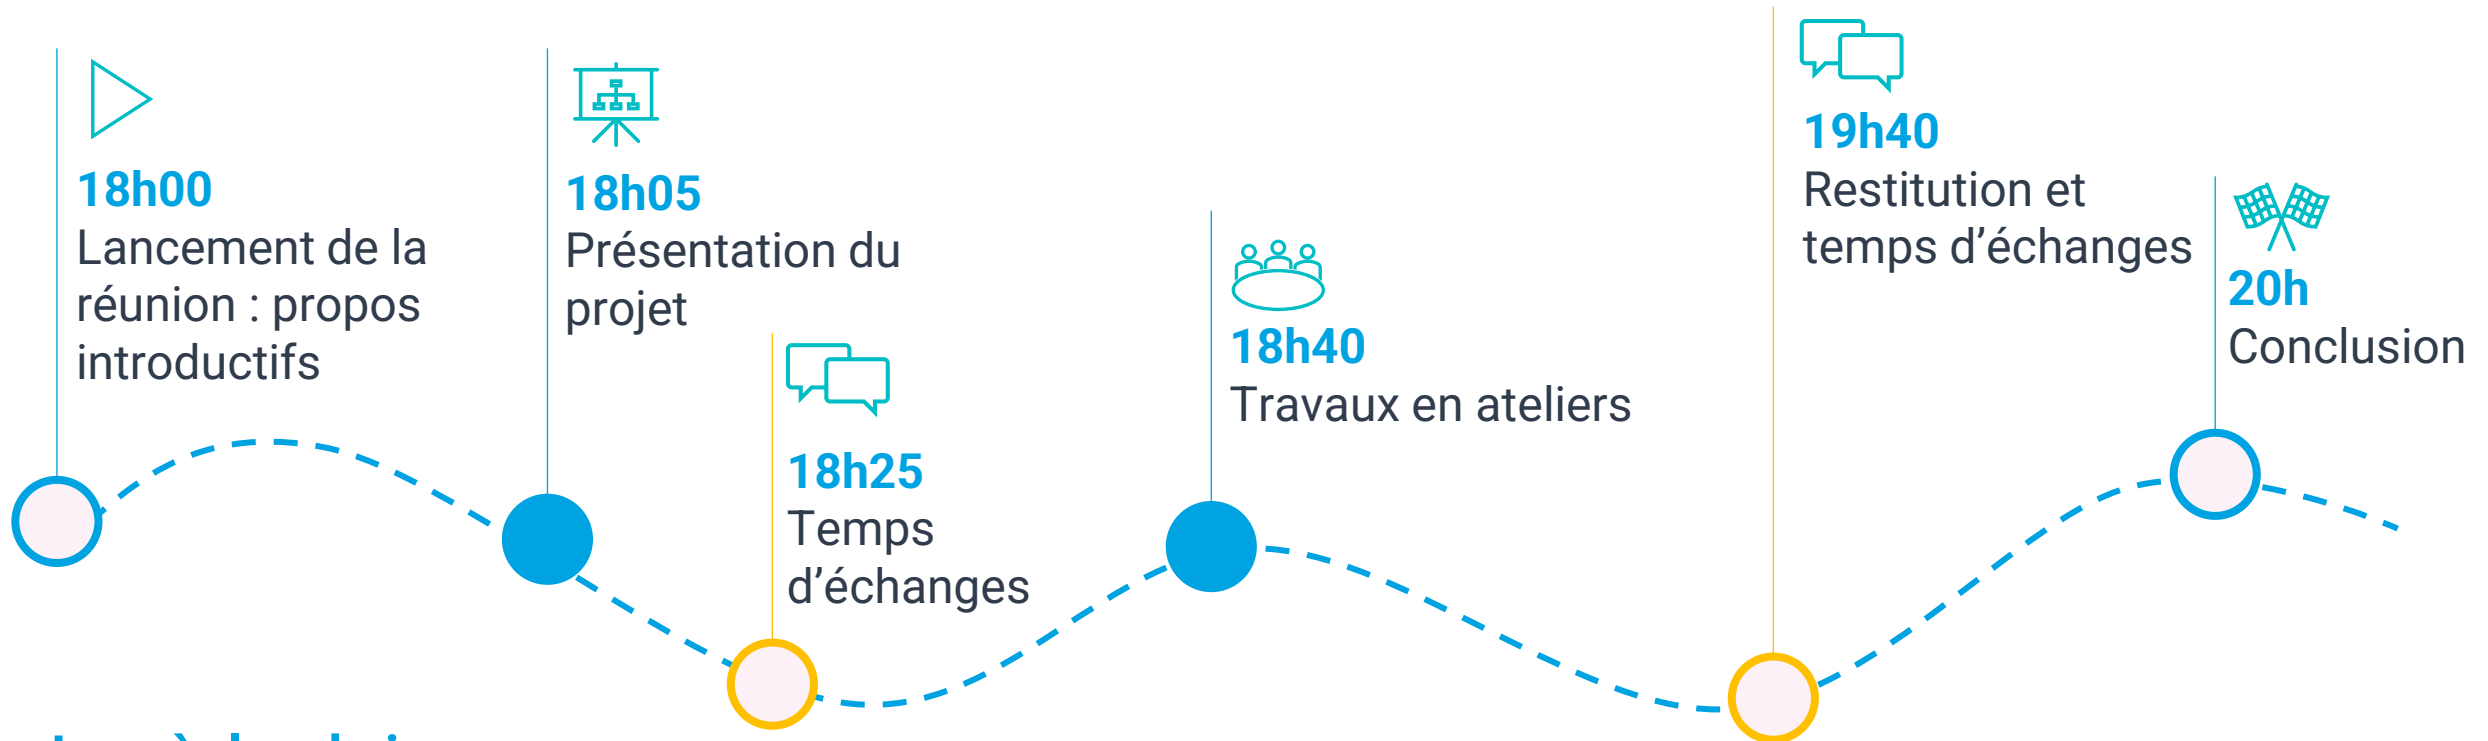 18h00
Lancement de la
réunion : propos
introductifs
18h05
Présentation du
projet
18h25
Temps
d’échanges
18h40
Travaux en ateliers
19h40
Restitution et
temps d’échanges
20h
Conclusion